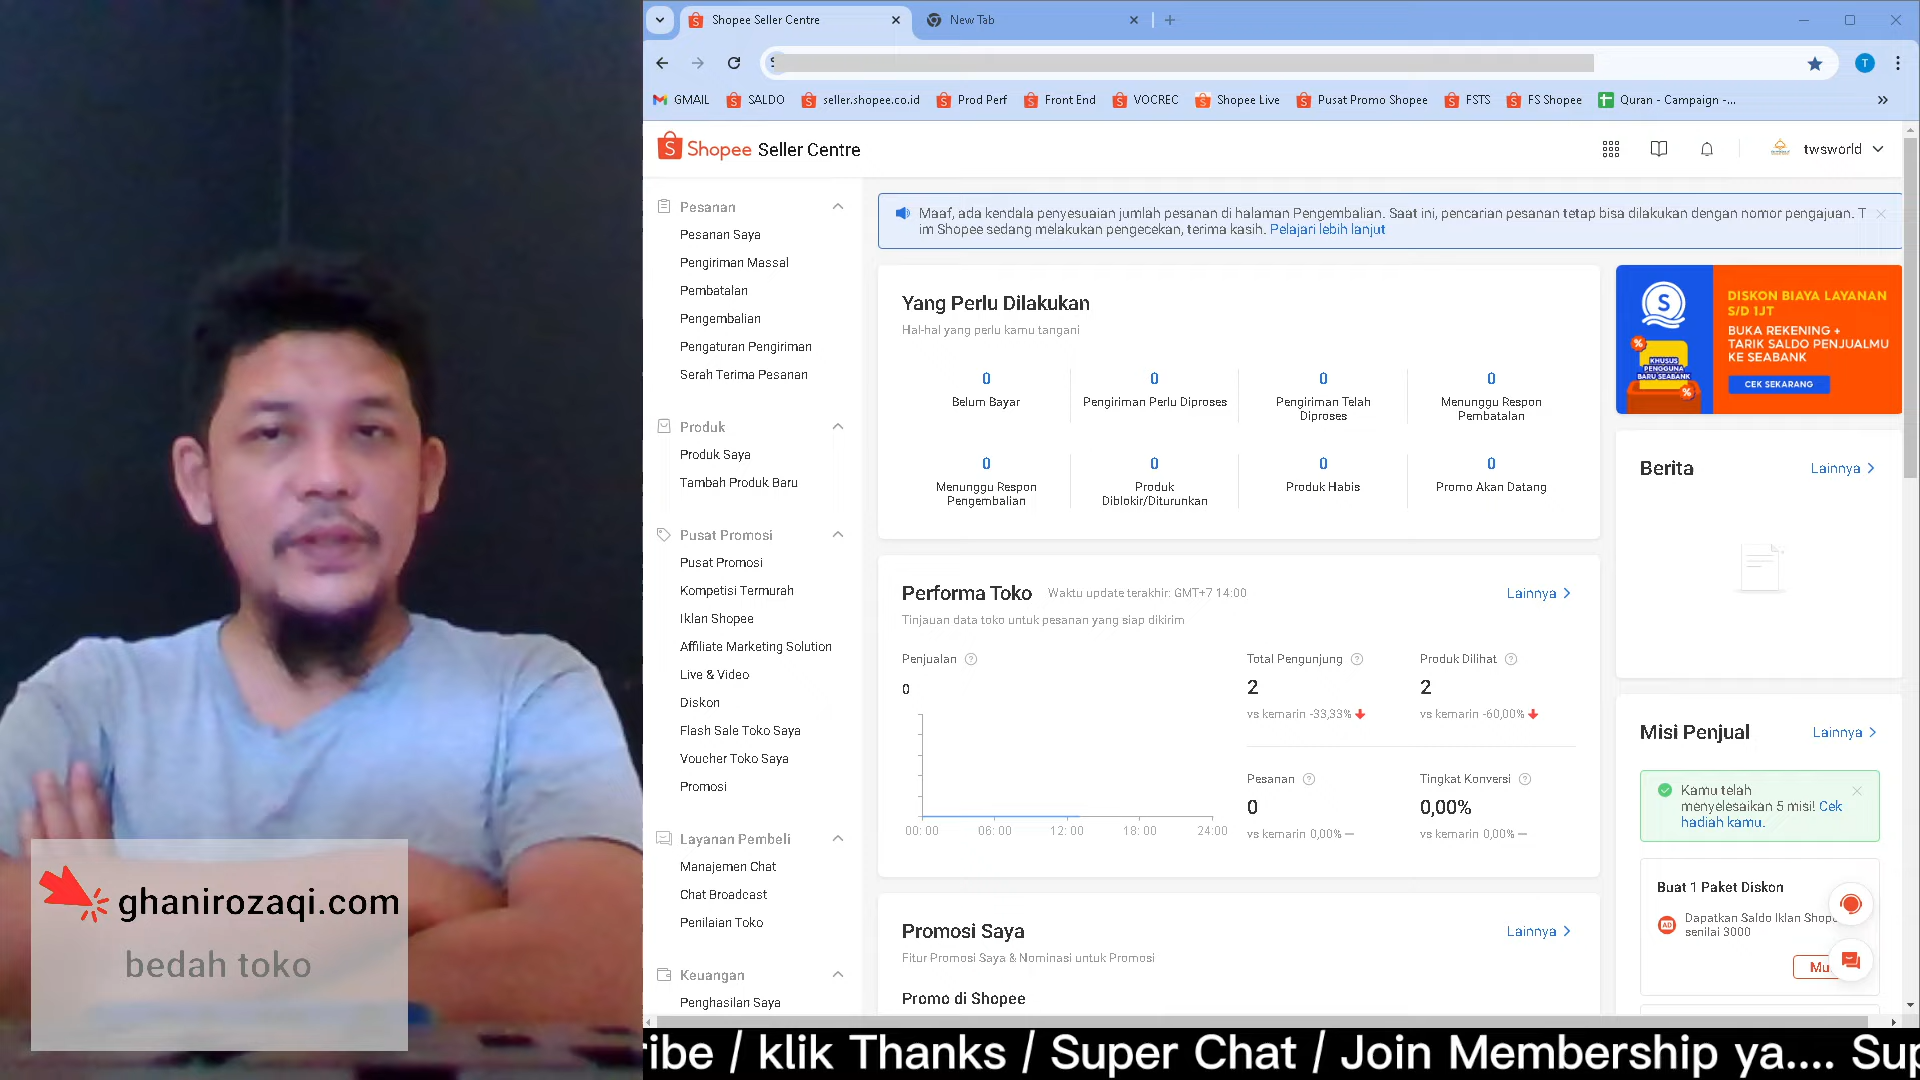 Shopee Seller Centre
New Tab
T
GMAIL
SALDO
seller.shopee.co.id
Prod Perf
Front End
VOCREC
Shopee Live
Pusat Promo Shopee
FSTS
FS Shopee
Quran - Campaign -...
Shopee Seller Centre
twsworld
Pesanan
Pesanan Saya
Pengiriman Massal
Pembatalan
Pengembalian
Pengaturan Pengiriman
Serah Terima Pesanan
Produk
Produk Saya
Tambah Produk Baru
Pusat Promosi
Pusat Promosi
Kompetisi Termurah
Iklan Shopee
Affiliate Marketing Solution
Live & Video
Diskon
Flash Sale Toko Saya
Voucher Toko Saya
Promosi
Layanan Pembeli
Manajemen Chat
Chat Broadcast
Penilaian Toko
Keuangan
Penghasilan Saya
Maaf, ada kendala penyesuaian jumlah pesanan di halaman Pengembalian. Saat ini, pencarian pesanan tetap bisa dilakukan dengan nomor pengajuan. T
im Shopee sedang melakukan pengecekan, terima kasih. Pelajari lebih lanjut
Yang Perlu Dilakukan
Hal-hal yang perlu kamu tangani
0
Belum Bayar
0
Pengiriman Perlu Diproses
0
Pengiriman Telah
Diproses
0
Menunggu Respon
Pembatalan
0
Menunggu Respon
Pengembalian
0
Produk
Diblokir/Diturunkan
0
Produk Habis
0
Promo Akan Datang
Performa Toko
Waktu update terakhir: GMT+7 14:00
Lainnya
Tinjauan data toko untuk pesanan yang siap dikirim
Penjualan
0
00:00
06:00
12:00
18:00
24:00
Total Pengunjung
2
vs kemarin -33,33%
Produk Dilihat
2
vs kemarin -60,00%
Pesanan
0
vs kemarin 0,00% —
Tingkat Konversi
0,00%
vs kemarin 0,00% —
Promosi Saya
Lainnya
Fitur Promosi Saya & Nominasi untuk Promosi
Promo di Shopee
S
KHUSUS
PENGGUNA
BARU SEABANK
DISKON BIAYA LAYANAN
S/D 1JT
BUKA REKENING +
TARIK SALDO PENJUALMU
KE SEABANK
CEK SEKARANG
Berita
Lainnya
Misi Penjual
Lainnya
Kamu telah
menyelesaikan 5 misi! Cek
hadiah kamu.
Buat 1 Paket Diskon
AD
Dapatkan Saldo Iklan Shope
senilai 3000
Mu
ghanirozaqi.com
bedah toko
ribe / klik Thanks / Super Chat / Join Membership ya.... Sup